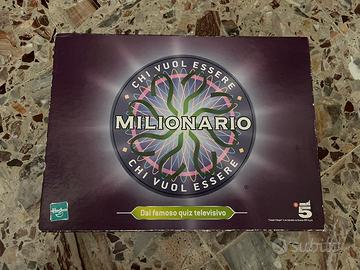 CHI VUOL ESSERE
MILIONARIO
CHI VUOL ESSERE
Dal famoso quiz televisivo
Hasbro
5
subito